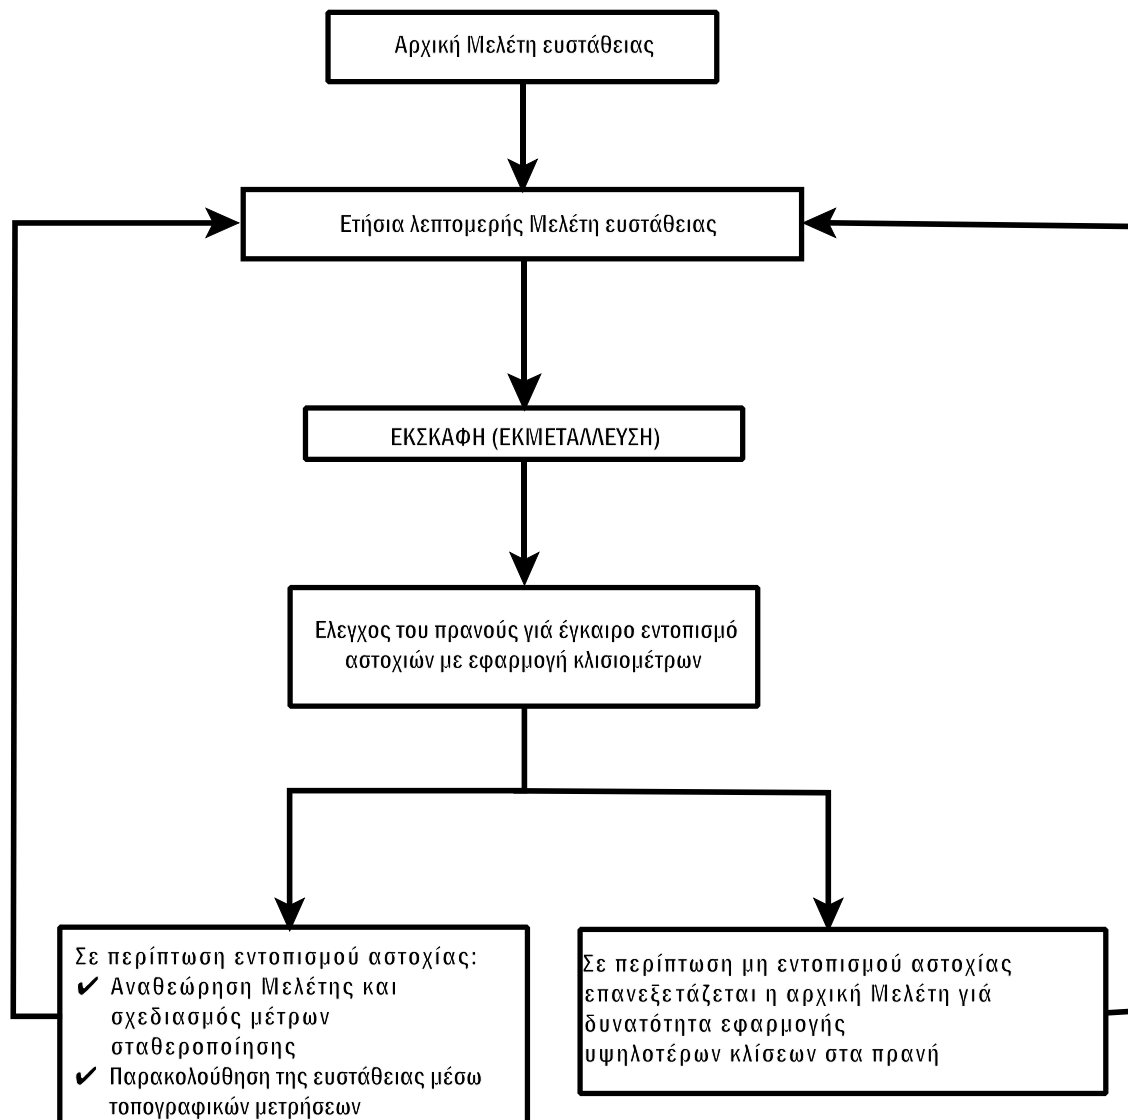 Αρχική Μελέτη ευστάθειας
Ετήσια λεπτομερής Μελέτη ευστάθειας
ΕΚΣΚΑΦΗ (ΕΚΜΕΤΑΛΛΕΥΣΗ)
Ελεγχος του πρανούς γιά έγκαιρο εντοπισμό
αστοχιών με εφαρμογή κλισιομέτρων
Σε περίπτωση εντοπισμού αστοχίας:
✔ Αναθεώρηση Μελέτης και
σχεδιασμός μέτρων
σταθεροποίησης
✔ Παρακολούθηση της ευστάθειας μέσω
τοπογραφικών μετρήσεων
Σε περίπτωση μη εντοπισμού αστοχίας
επανεξετάζεται η αρχική Μελέτη γιά
δυνατότητα εφαρμογής
υψηλοτέρων κλίσεων στα πρανή